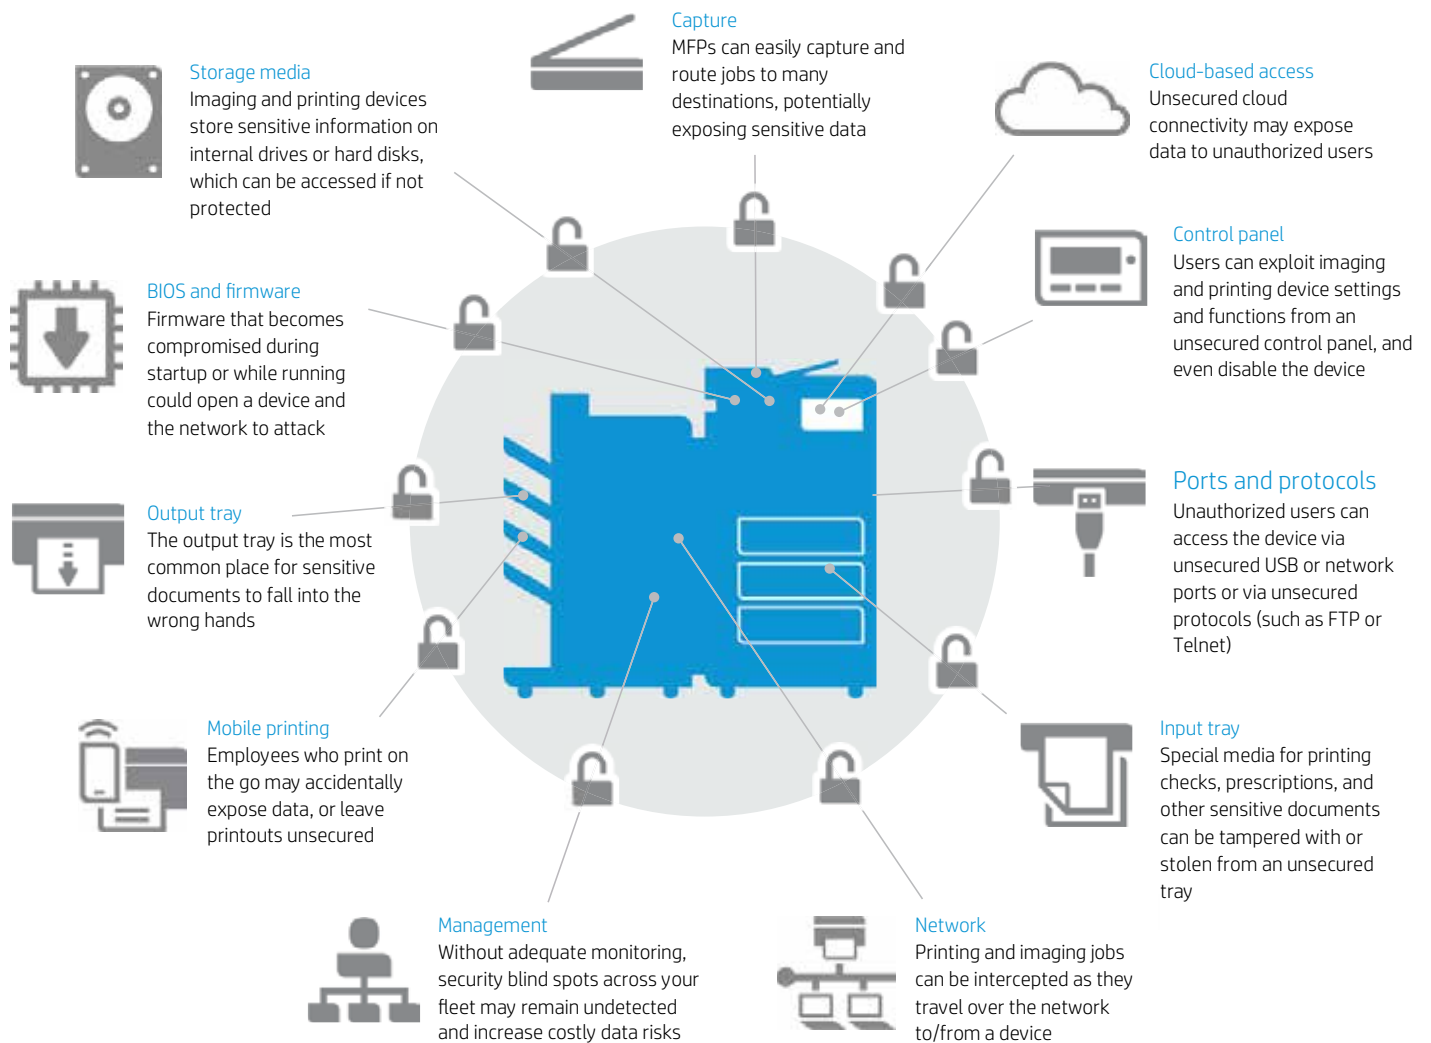 Capture
MFPs can easily capture and
route jobs to many
destinations, potentially
exposing sensitive data
Storage media
Imaging and printing devices
store sensitive information on
internal drives or hard disks,
which can be accessed if not
protected
Cloud-based access
Unsecured cloud
connectivity may expose
data to unauthorized users
Control panel
Users can exploit imaging
and printing device settings
and functions from an
unsecured control panel, and
even disable the device
BIOS and firmware
Firmware that becomes
compromised during
startup or while running
could open a device and
the network to attack
Ports and protocols
Unauthorized users can
access the device via
unsecured USB or network
ports or via unsecured
protocols (such as FTP or
Telnet)
Output tray
The output tray is the most
common place for sensitive
documents to fall into the
wrong hands
Mobile printing
Employees who print on
the go may accidentally
expose data, or leave
printouts unsecured
Input tray
Special media for printing
checks, prescriptions, and
other sensitive documents
can be tampered with or
stolen from an unsecured
tray
Management
Without adequate monitoring,
security blind spots across your
fleet may remain undetected
and increase costly data risks
Network
Printing and imaging jobs
can be intercepted as they
travel over the network
to/from a device